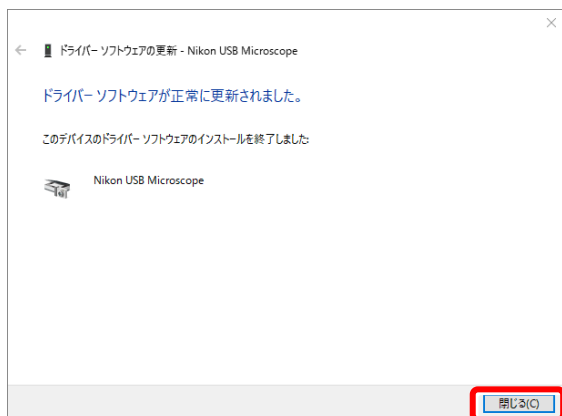 ドライバー ソフトウェアの更新 - Nikon USB Microscope
ドライバー ソフトウェアが正常に更新されました。
このデバイスのドライバー ソフトウェアのインストールを終了しました:
Nikon USB Microscope
閉じる(C)